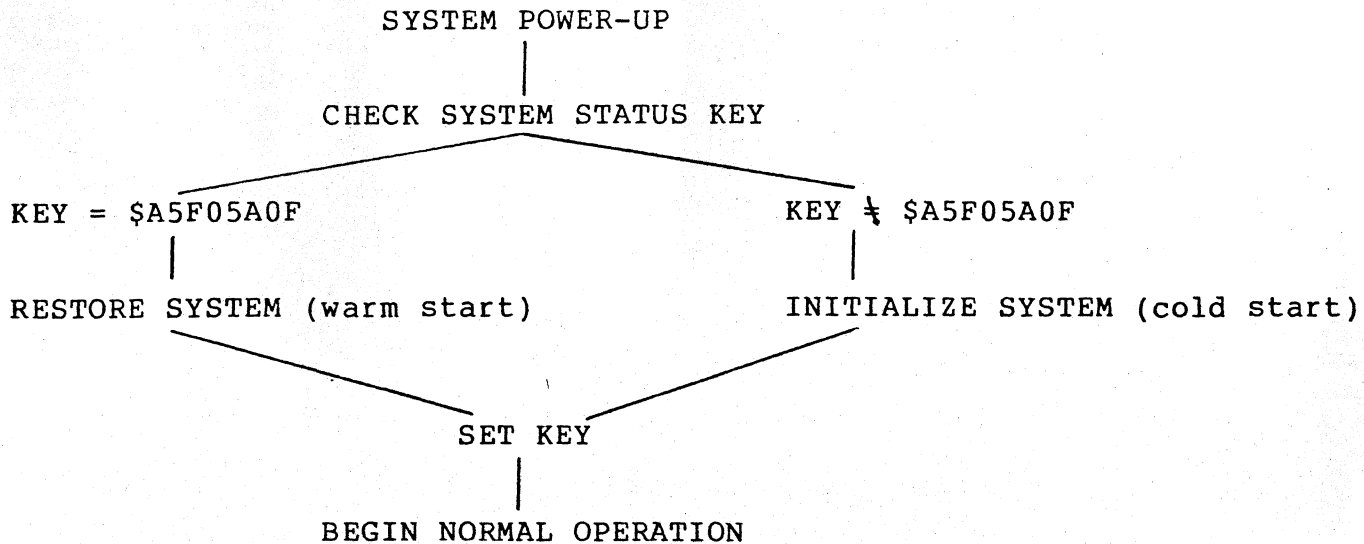 SYSTEM POWER-UP
CHECK SYSTEM STATUS KEY
KEY = $A5F05A0F
KEY ≠ $A5F05A0F
RESTORE SYSTEM (warm start)
INITIALIZE SYSTEM (cold start)
SET KEY
BEGIN NORMAL OPERATION